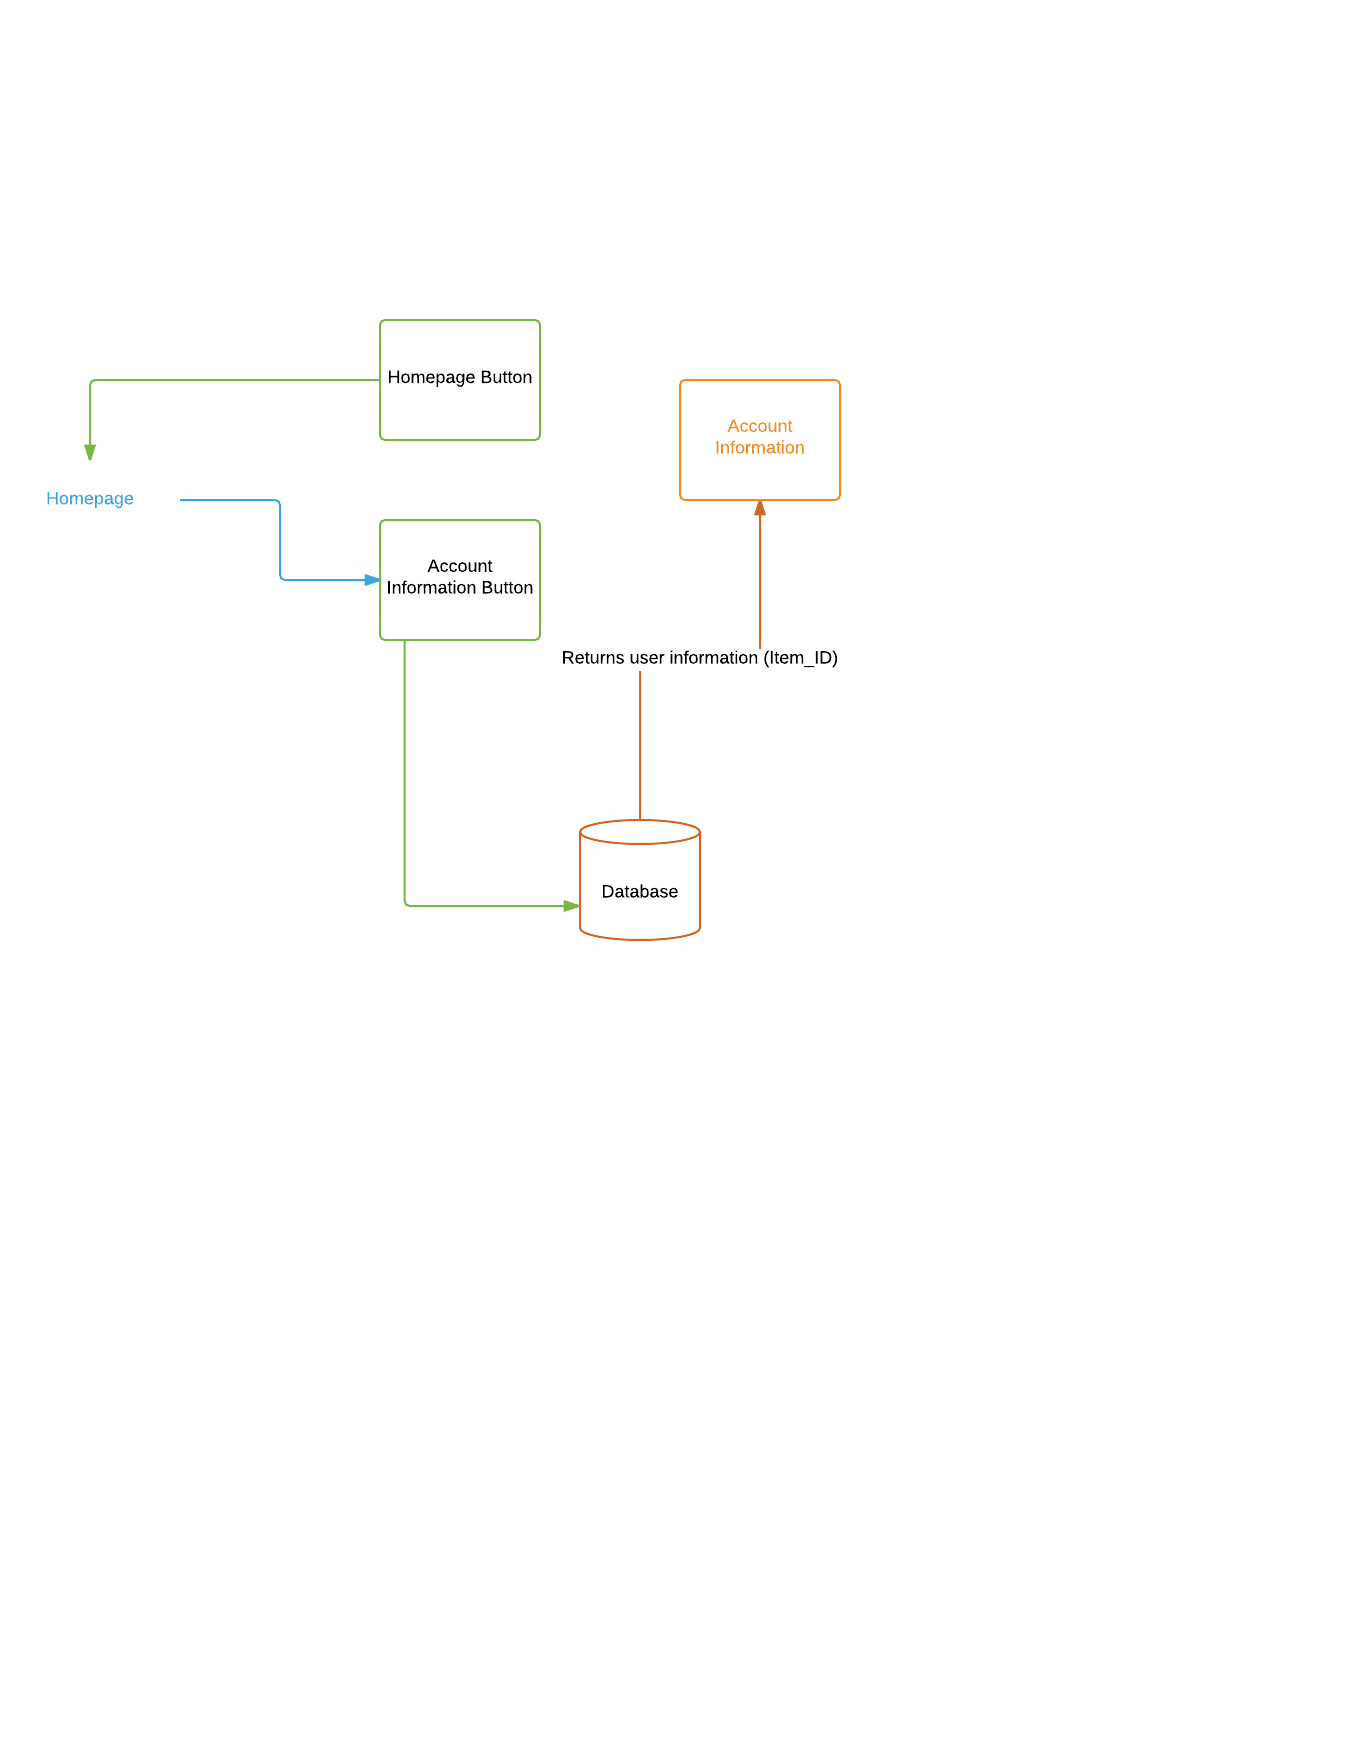 Homepage Button
Account
Information
Homepage
Account
Information Button
Returns user information (Item_ID)
Database